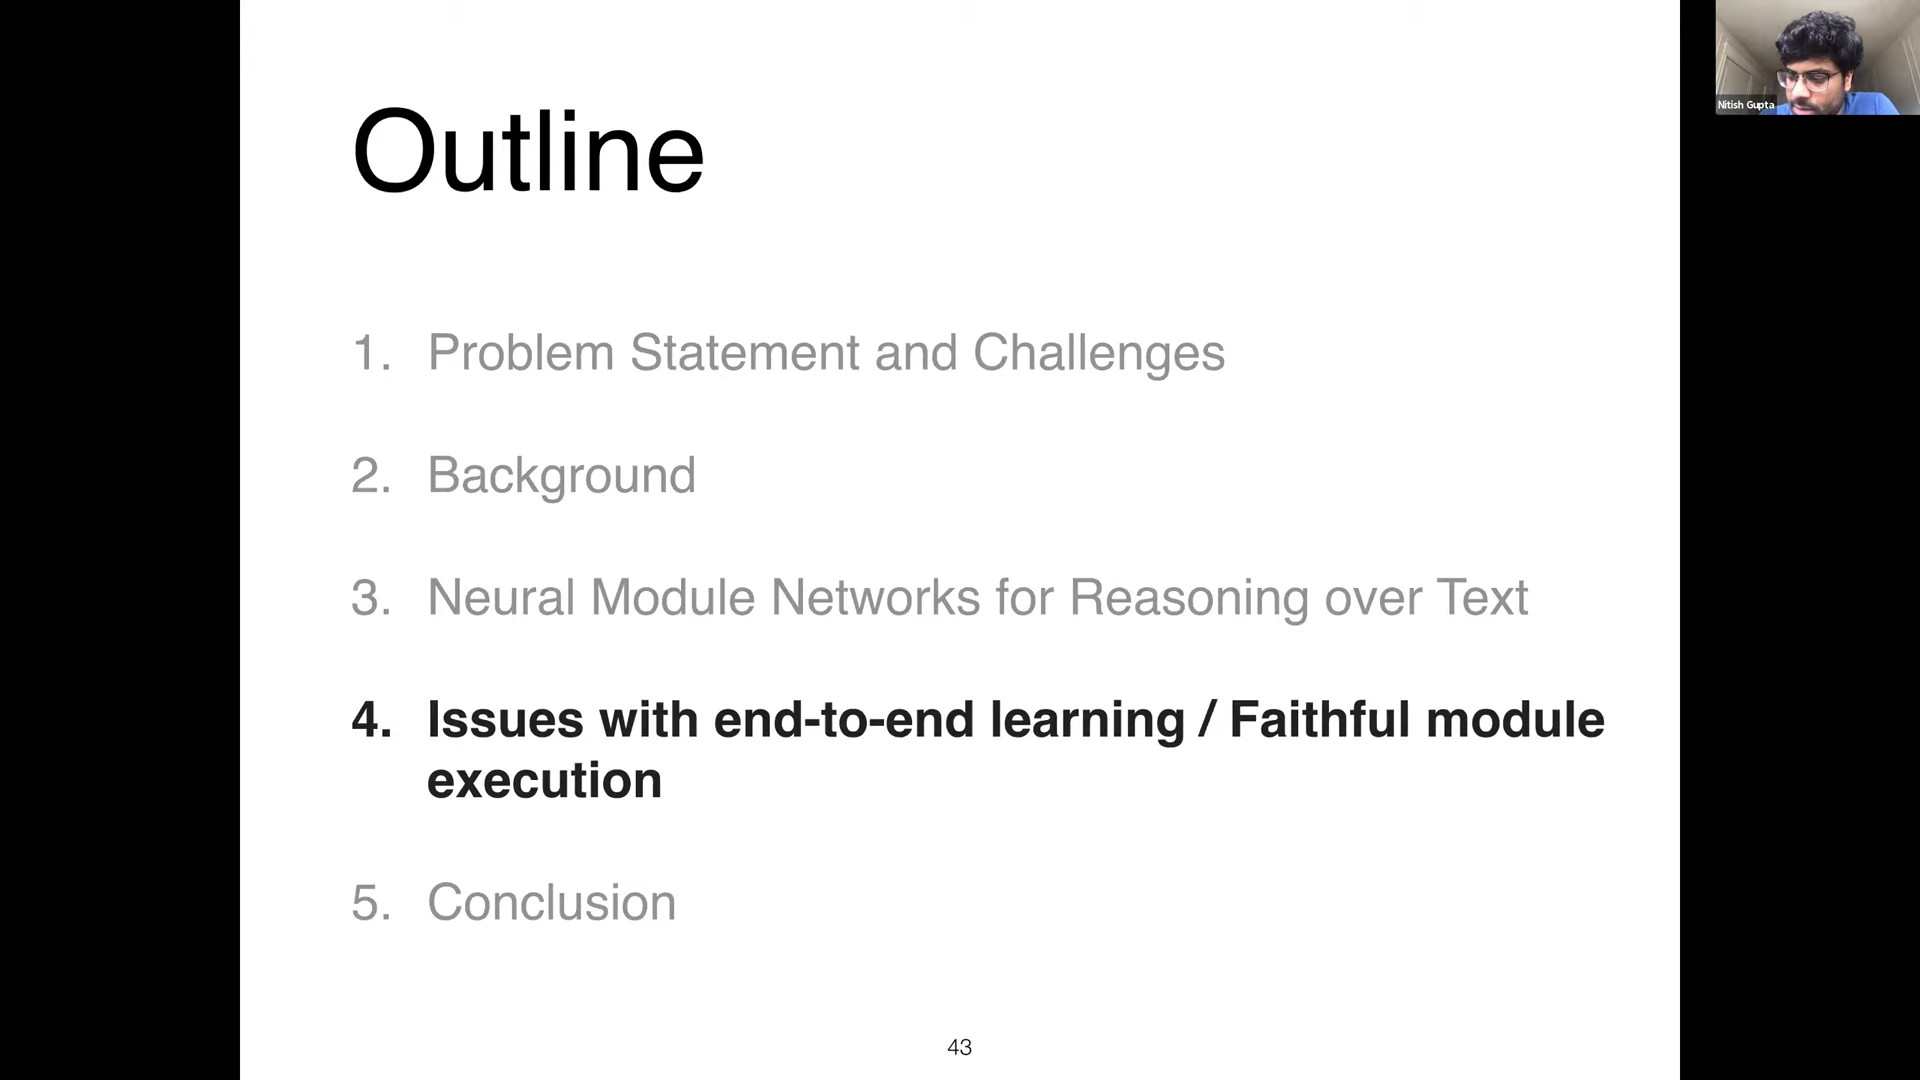 Outline
1. Problem Statement and Challenges
2. Background
3. Neural Module Networks for Reasoning over Text
4. Issues with end-to-end learning / Faithful module
execution
5. Conclusion
43
Nitish Gupta